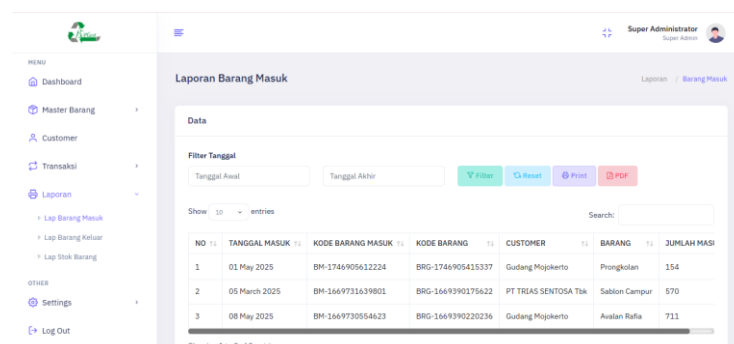 Super Administrator
Super Admin
MENU
Dashboard
Master Barang
Customer
Transaksi
Laporan
Lap Barang Masuk
Lap Barang Keluar
Lap Stok Barang
OTHER
Settings
Log Out
Laporan Barang Masuk
Laporan / Barang Masuk
Data
Filter Tanggal
Tanggal Awal Tanggal Akhir Filter Reset Print PDF
Show 10 entries
Search:
NO TANGGAL MASUK KODE BARANG MASUK KODE BARANG CUSTOMER BARANG JUMLAH MAS
1 01 May 2025 BM-1746905612224 BRG-1746905415337 Gudang Mojokerto Prongkolan 154
2 05 March 2025 BM-1669731639801 BRG-1669390175622 PT TRIAS SENTOSA Tbk Sablon Campur 570
3 08 May 2025 BM-1669730554623 BRG-1669390220236 Gudang Mojokerto Avalan Rafia 711